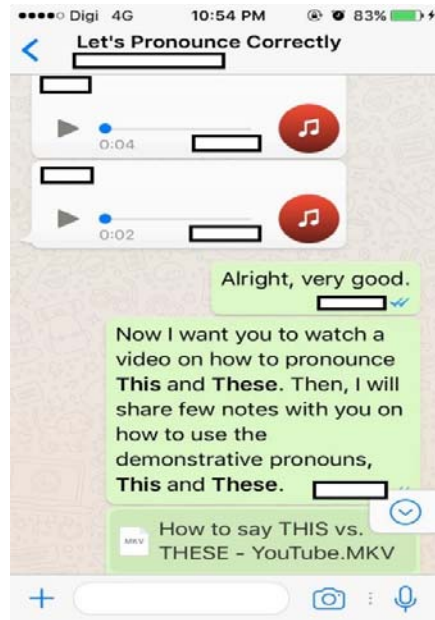 Digi 4G 10:54 PM 83%
Let's Pronounce Correctly
0:04
0:02
Alright, very good.
Now I want you to watch a
video on how to pronounce
This and These. Then, I will
share few notes with you on
how to use the
demonstrative pronouns,
This and These.
MKV
How to say THIS vs.
THESE - YouTube.MKV